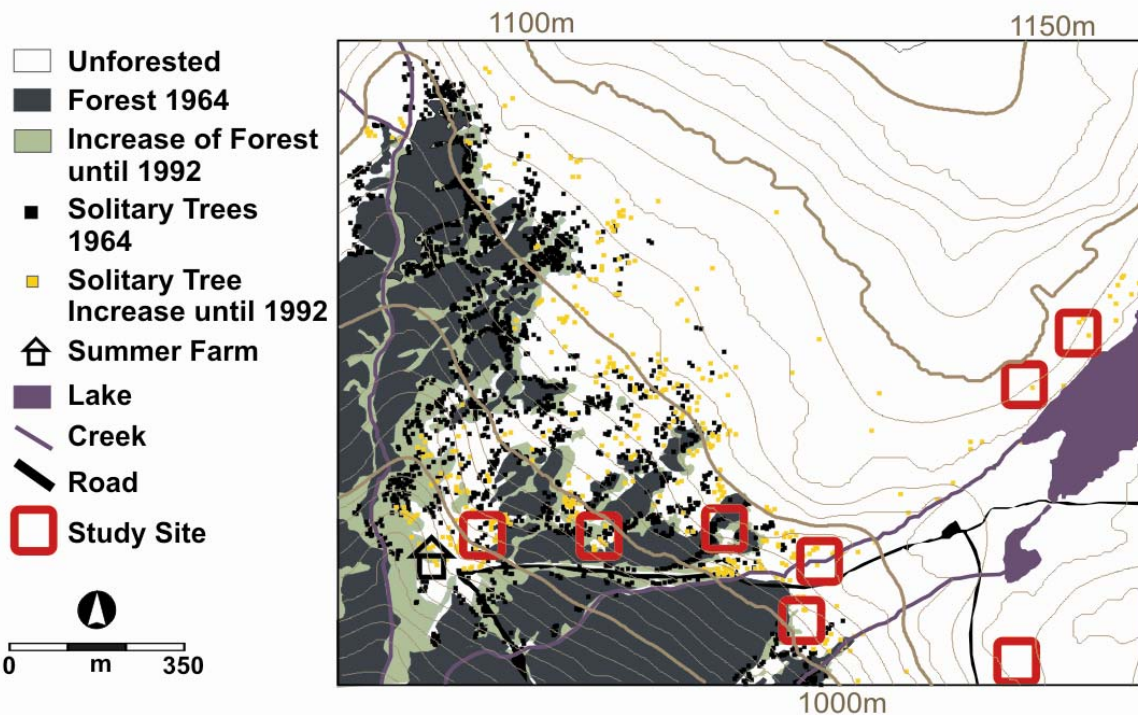 1100m
1150m
Unforested
Forest 1964
Increase of Forest
until 1992
Solitary Trees
1964
Solitary Tree
Increase until 1992
Summer Farm
Lake
Creek
Road
Study Site
0 m 350
1000m